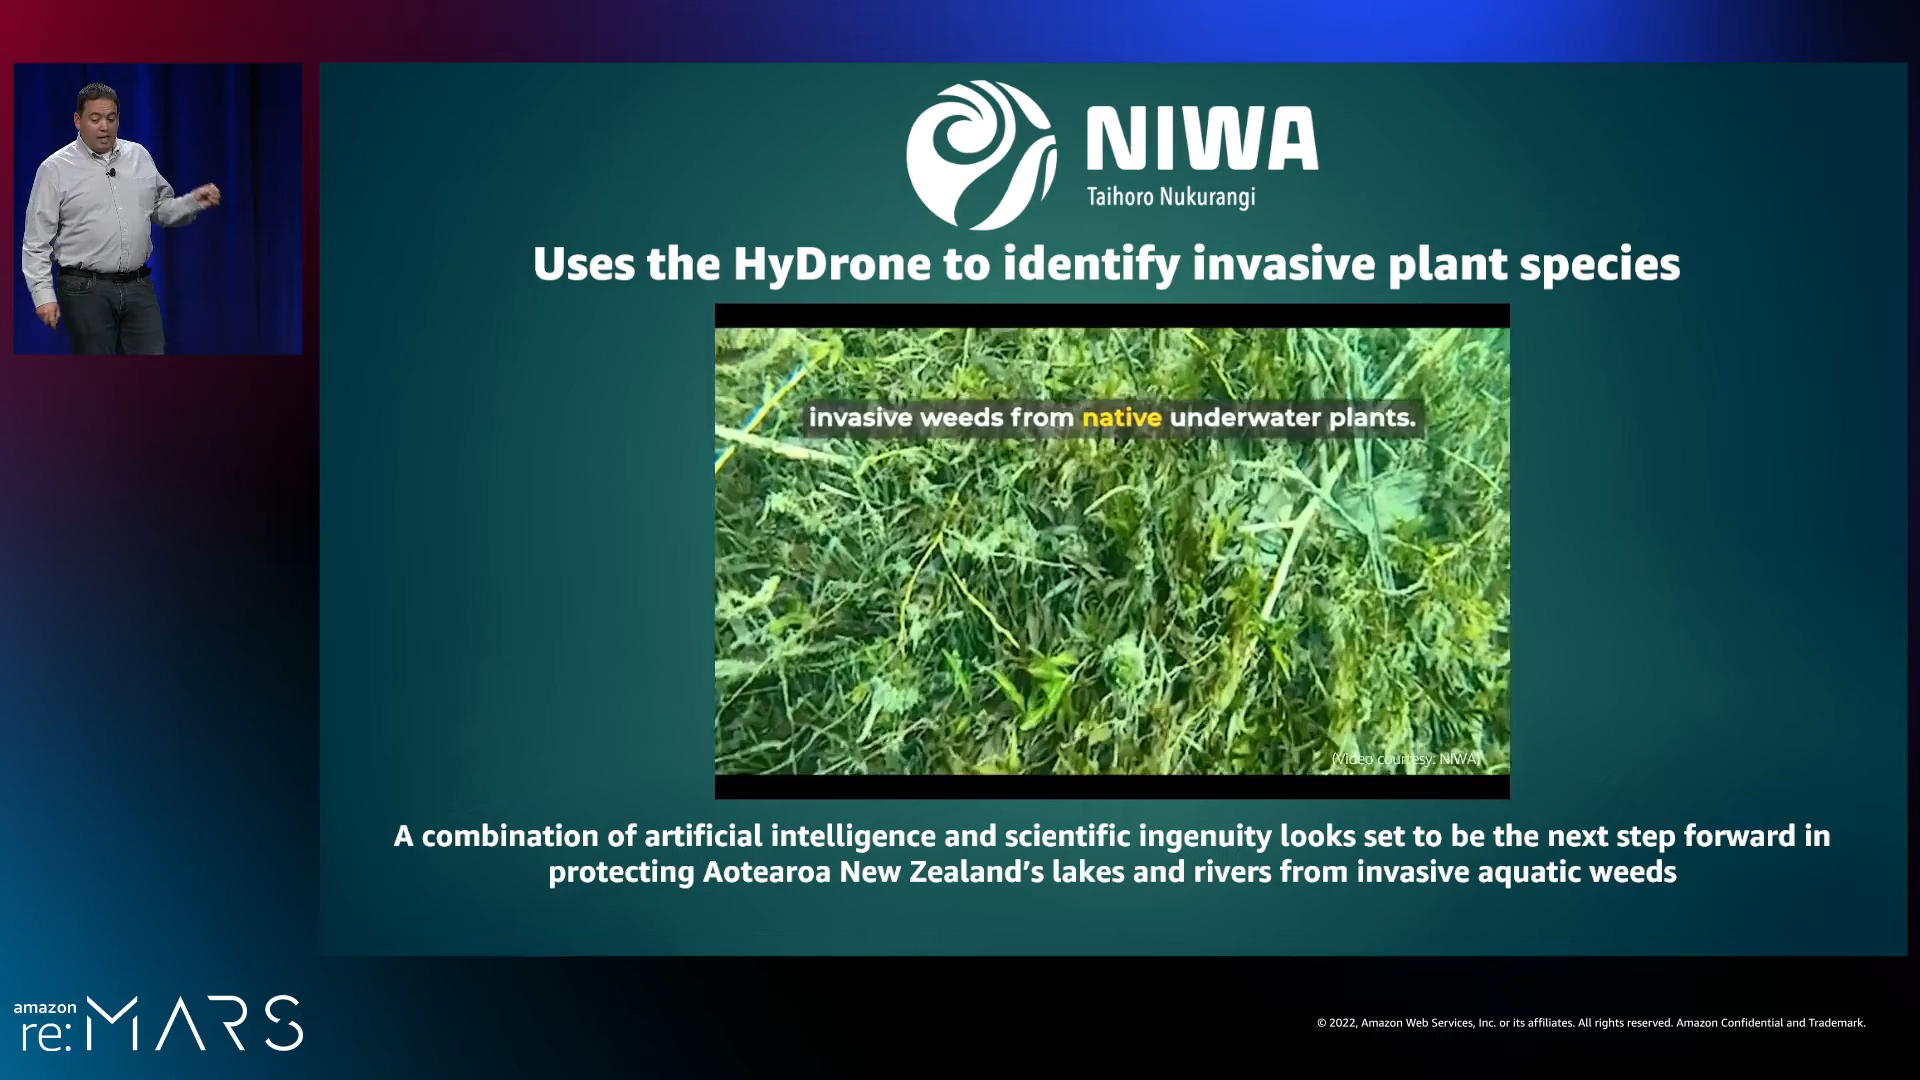 NIWA
Taihoro Nukurangi
Uses the HyDrone to identify invasive plant species
invasive weeds from native underwater plants.
(Video courtesy: NIWA)
A combination of artificial intelligence and scientific ingenuity looks set to be the next step forward in
protecting Aotearoa New Zealand’s lakes and rivers from invasive aquatic weeds
amazon
re:MARS
© 2022, Amazon Web Services, Inc. or its affiliates. All rights reserved. Amazon Confidential and Trademark.